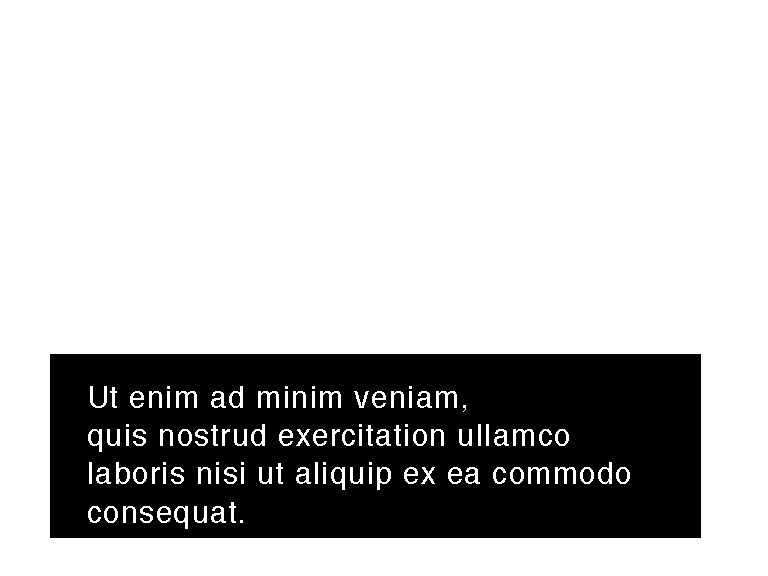 Ut enim ad minim veniam,
quis nostrud exercitation ullamco
laboris nisi ut aliquip ex ea commodo
consequat.